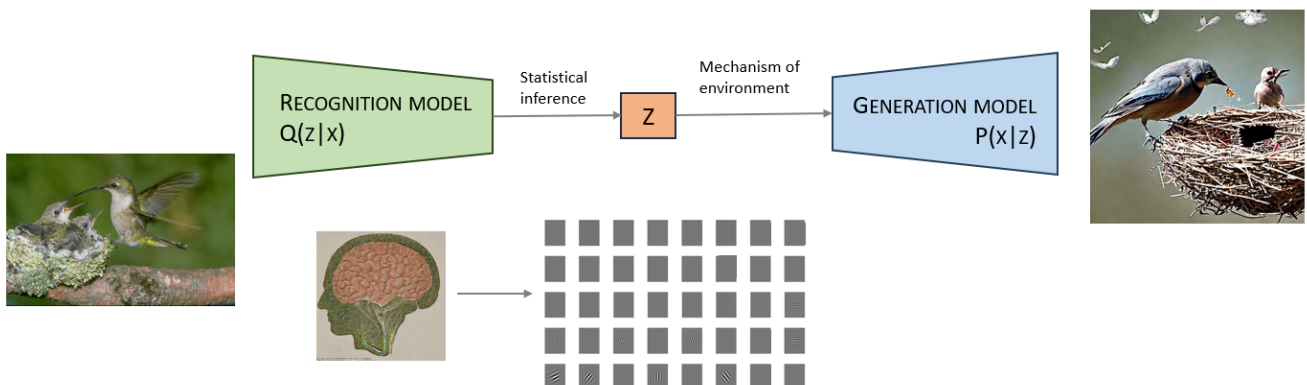 RECOGNITION MODEL
Q(z|x)
Statistical
inference
Z
Mechanism of
environment
GENERATION MODEL
P(x|z)